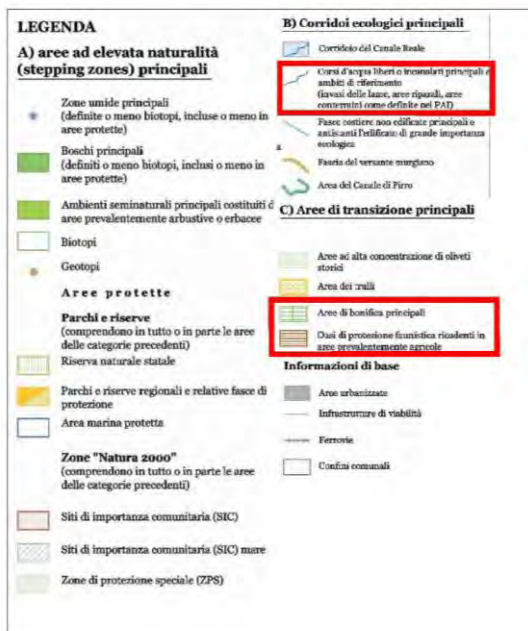 LEGENDA
A) aree ad elevata naturalità
(stepping zones) principali
Zone umide principali
(definite o meno biotopi, incluse o meno in
aree protette)
Boschi principali
(definiti o meno biotopi, inclusi o meno in
aree protette)
Ambienti seminaturali principali costituiti d
aree prevalentemente arbustive o erbacee
Biotopi
Geotopi
Aree protette
Parchi e riserve
(comprendono in tutto o in parte le aree
delle categorie precedenti)
Riserva naturale statale
Parchi e riserve regionali e relative fasce di
protezione
Area marina protetta
Zone "Natura 2000"
(comprendono in tutto o in parte le aree
delle categorie precedenti)
Siti di importanza comunitaria (SIC)
Siti di importanza comunitaria (SIC) mare
Zone di protezione speciale (ZPS)
B) Corridoi ecologici principali
Corridoio del Canale Reale
Corsi d'acqua liberi o incanalati principali e
ambiti di riferimento
(invasi delle lame, aree ripariali, aree
contermini come definite nel PAI)
Fasce costiere non edificate principali o
antistanti l'edificato di grande importanza
ecologica
a
Fascia del versante murgiano
Area del Canale di Pirro
C) Aree di transizione principali
Aree ad alta concentrazione di oliveti
storici
Area dei trulli
Aree di bonifica principali
Oasi di protezione faunistica ricadenti in
aree prevalentemente agricole
Informazioni di base
Aree urbanizzate
Infrastrutture di viabilità
Ferrovie
Confini comunali